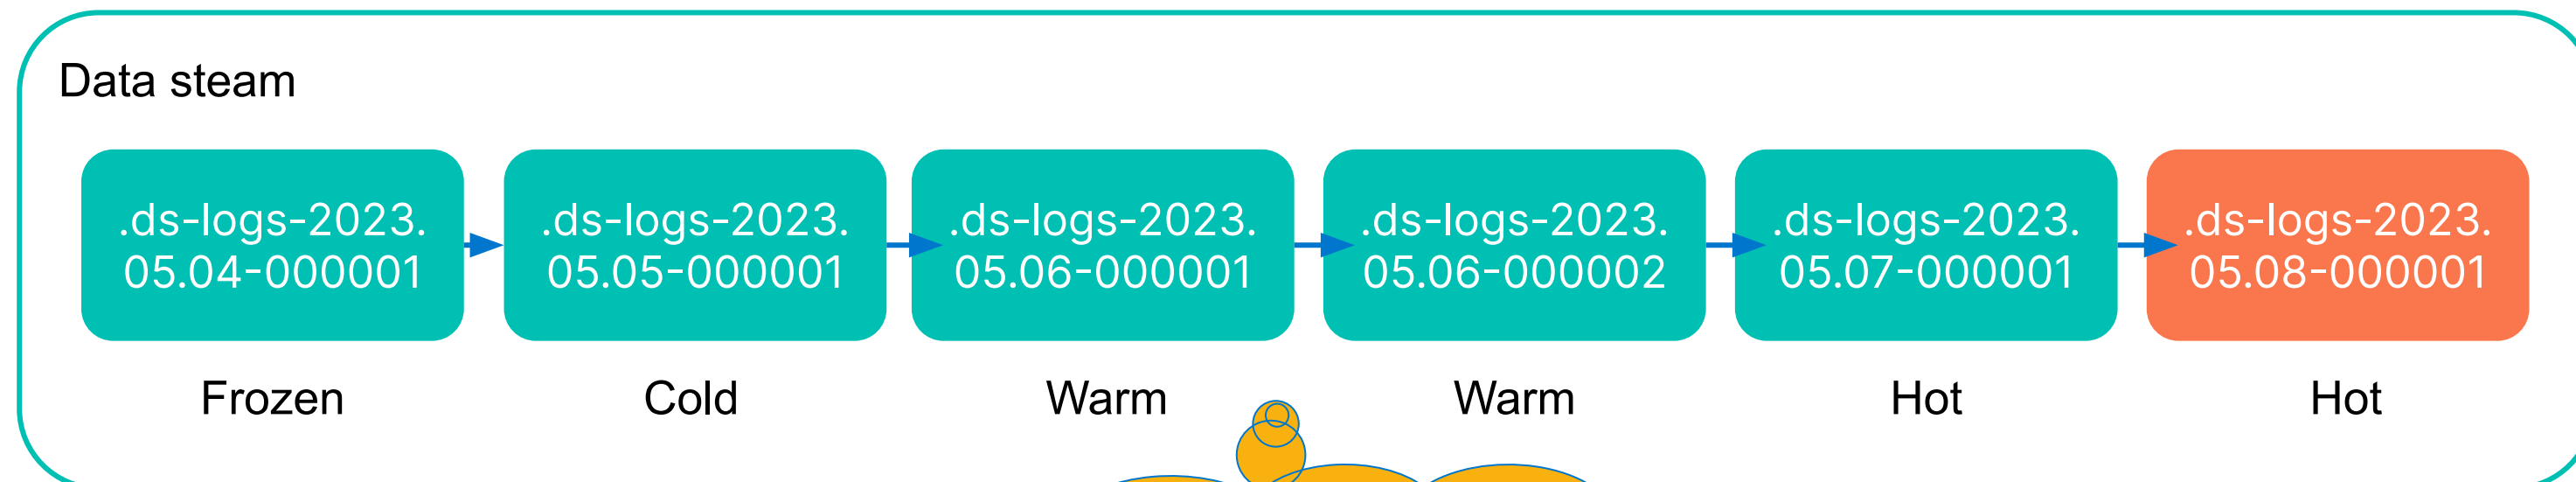 Data steam
.ds-logs-2023.
05.04-000001
.ds-logs-2023.
05.05-000001
.ds-logs-2023.
05.06-000001
.ds-logs-2023.
05.06-000002
.ds-logs-2023.
05.07-000001
.ds-logs-2023.
05.08-000001
Frozen
Cold
Warm
Warm
Hot
Hot